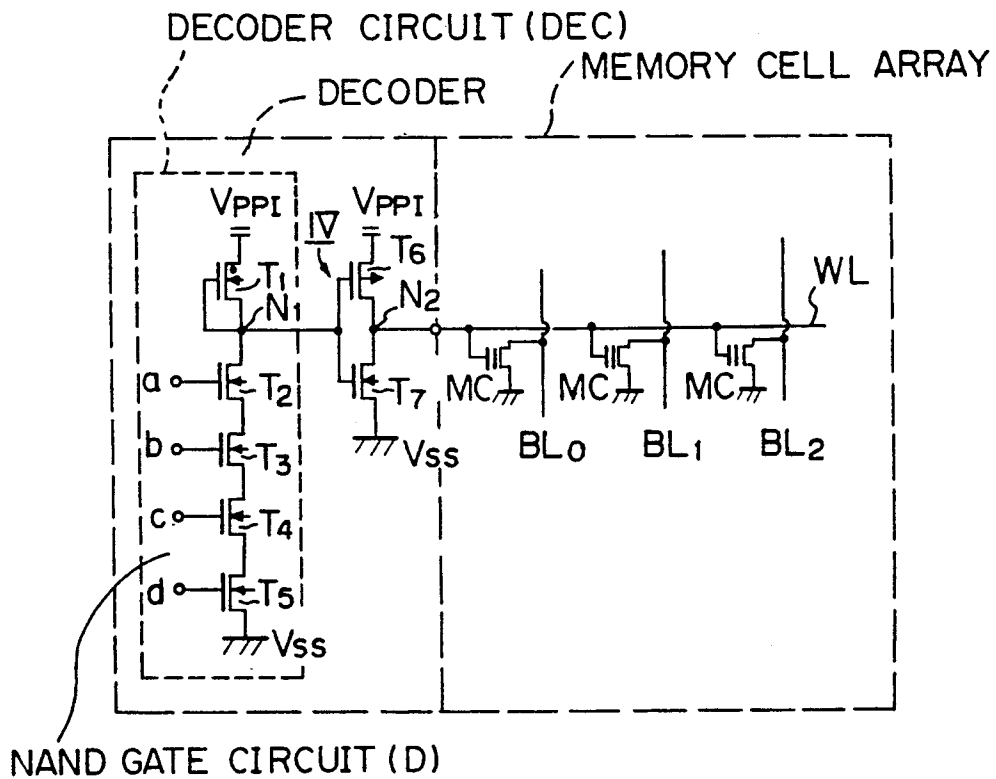 DECODER CIRCUIT (DEC)
MEMORY CELL ARRAY
DECODER
VPPI
VPPI
IV
T6
T1
N1
N2
WL
a
T2
T7
MC
MC
MC
b
T3
Vss
BL0
BL1
BL2
c
T4
d
T5
Vss
NAND GATE CIRCUIT (D)